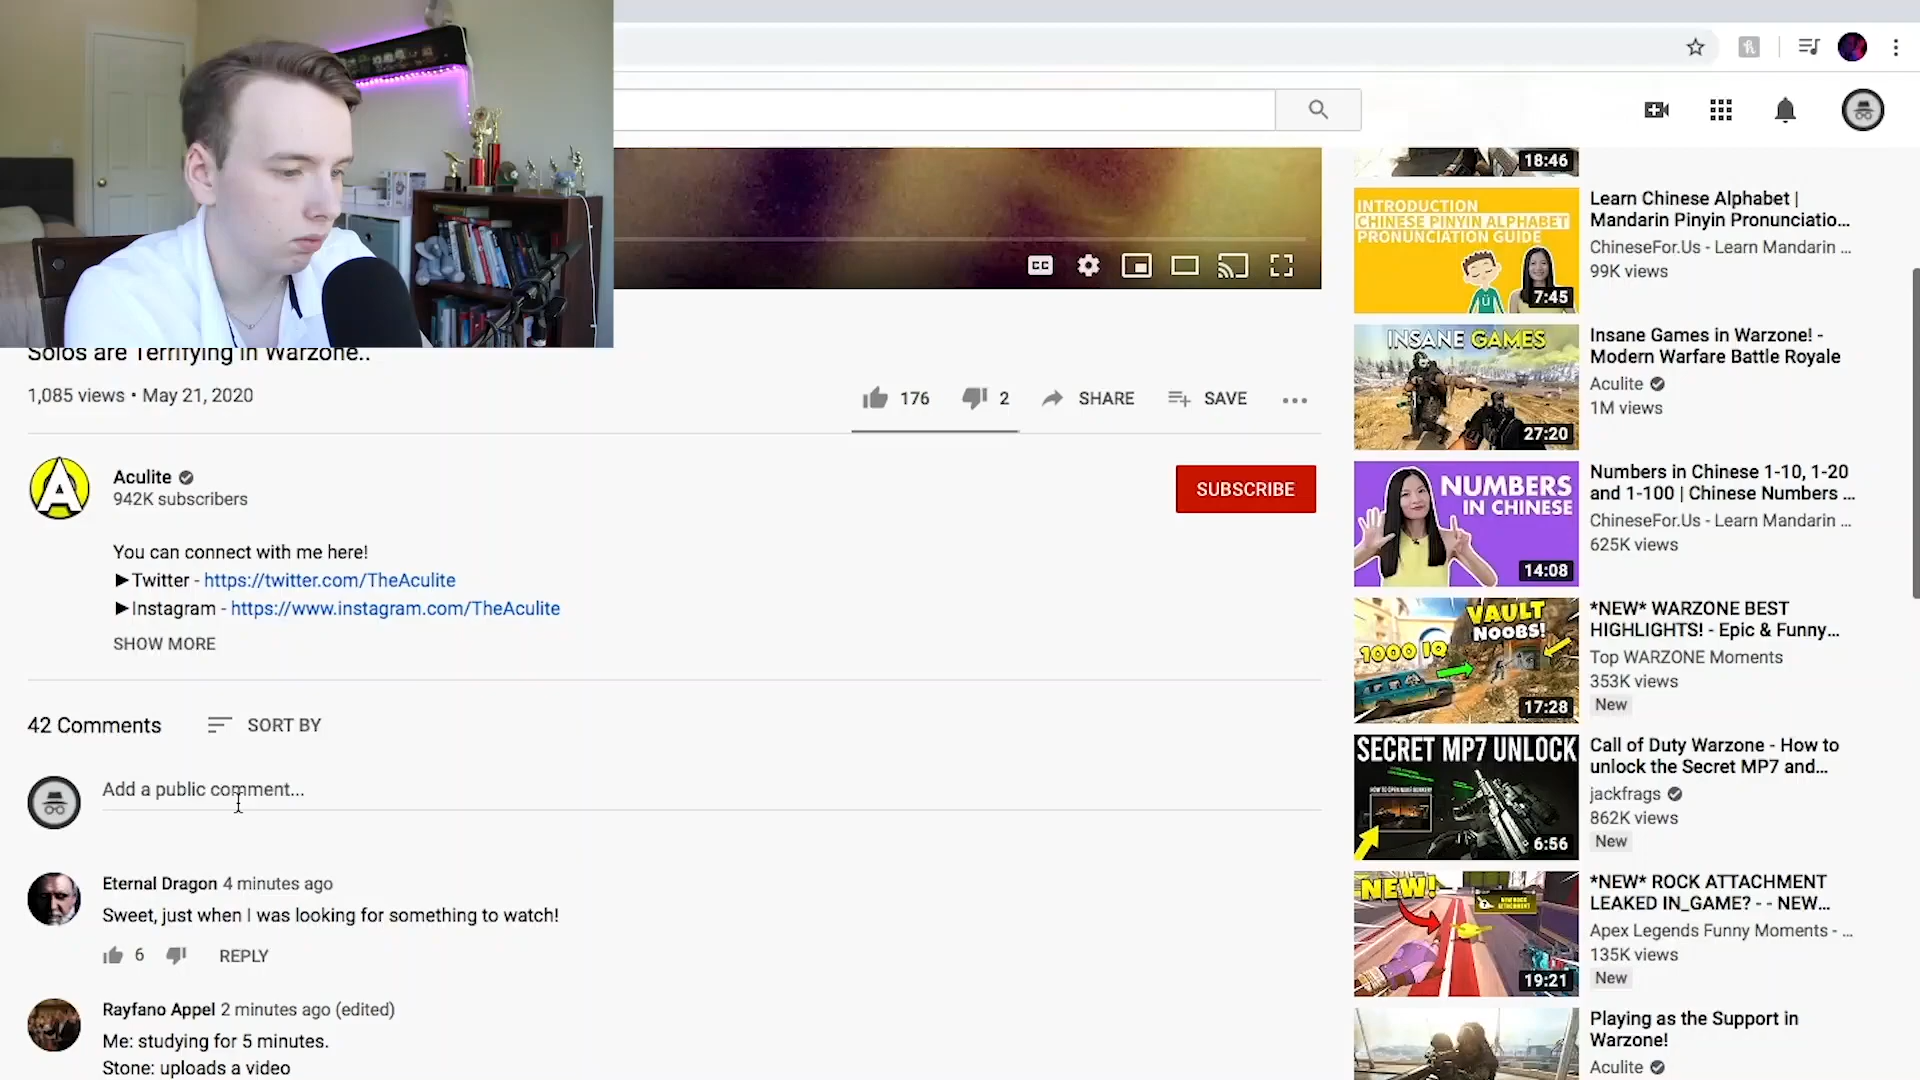 Solos are Terrifying in Warzone..
1,085 views • May 21, 2020
176
2
SHARE
SAVE
Aculite
942K subscribers
SUBSCRIBE
You can connect with me here!
►Twitter - https://twitter.com/TheAculite
►Instagram - https://www.instagram.com/TheAculite
SHOW MORE
42 Comments
SORT BY
Add a public comment...
Eternal Dragon 4 minutes ago
Sweet, just when I was looking for something to watch!
6
REPLY
Rayfano Appel 2 minutes ago (edited)
Me: studying for 5 minutes.
Stone: uploads a video
CC
18:46
INTRODUCTION
CHINESE PINYIN ALPHABET
PRONUNCIATION GUIDE
ü
7:45
Learn Chinese Alphabet |
Mandarin Pinyin Pronunciatio...
ChineseFor.Us - Learn Mandarin ...
99K views
INSANE GAMES
27:20
Insane Games in Warzone! -
Modern Warfare Battle Royale
Aculite
1M views
NUMBERS
IN CHINESE
14:08
Numbers in Chinese 1-10, 1-20
and 1-100 | Chinese Numbers ...
ChineseFor.Us - Learn Mandarin ...
625K views
VAULT
NOOBS!
1000 IQ
17:28
*NEW* WARZONE BEST
HIGHLIGHTS! - Epic & Funny...
Top WARZONE Moments
353K views
New
SECRET MP7 UNLOCK
6:56
Call of Duty Warzone - How to
unlock the Secret MP7 and...
jackfrags
862K views
New
NEW!
19:21
*NEW* ROCK ATTACHMENT
LEAKED IN_GAME? - - NEW...
Apex Legends Funny Moments - ...
135K views
New
Playing as the Support in
Warzone!
Aculite